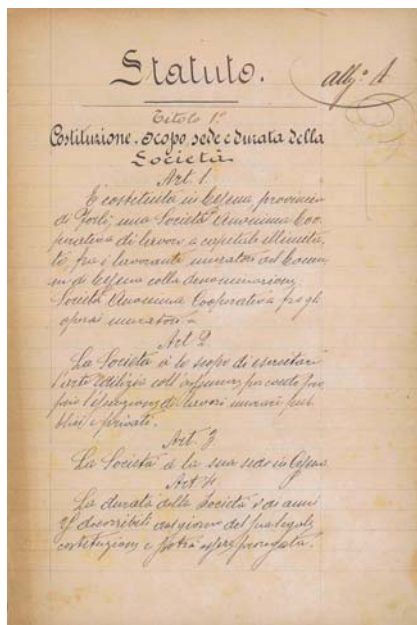 Statuto.
allg.º A
Titolo 1.º
Costituzione, scopo, sede e durata della
Società
Art. 1.
È costituita in Cesena, provincia
di Forlì, una Società Anonima Coo-
perativa di lavoro a capitale illimita-
to, fra i lavoranti muratori del Comu-
ne di Cesena colla denominazione
Società Anonima Cooperativa fra gli
operai muratori.
Art. 2
La Società à lo scopo di esercitare
l'arte edilizia coll'assumere per conto pro-
prio l'esecuzione di lavori murari pub-
blici e privati.
Art. 3
La Società à la sua sede in Cesena
Art. 4
La durata della Società è di anni
decorribili dal giorno del sua legale
costituzione e potrà essere prorogata.